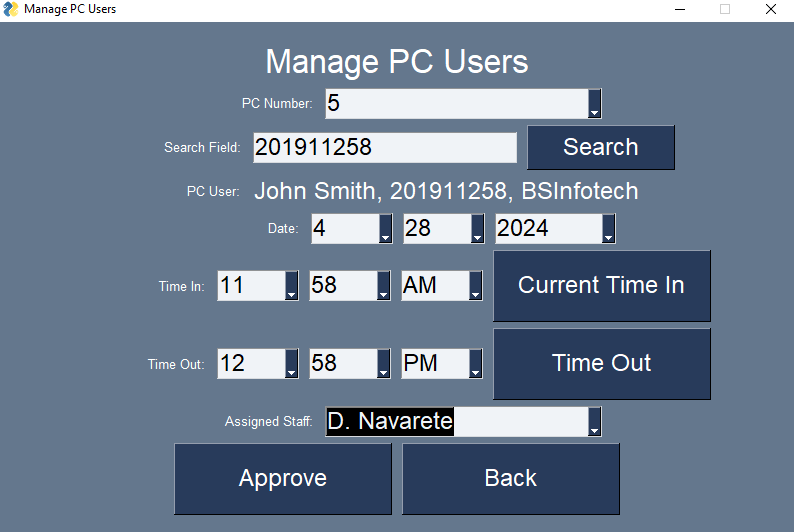 Manage PC Users
Manage PC Users
PC Number: 5
Search Field: 201911258 Search
PC User: John Smith, 201911258, BSInfotech
Date: 4 28 2024
Time In: 11 58 AM Current Time In
Time Out: 12 58 PM Time Out
Assigned Staff: D. Navarete
Approve Back